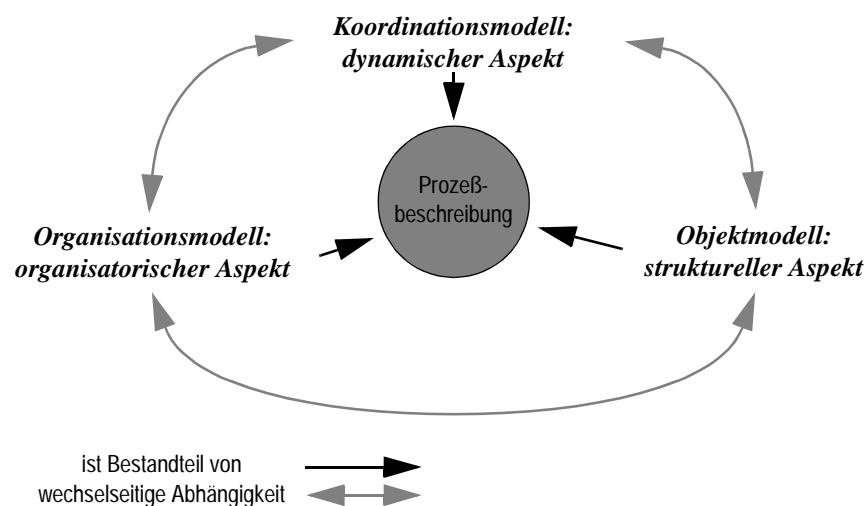 Koordinationsmodell:
dynamischer Aspekt
Prozeß-
beschreibung
Organisationsmodell:
organisatorischer Aspekt
Objektmodell:
struktureller Aspekt
ist Bestandteil von
wechselseitige Abhängigkeit